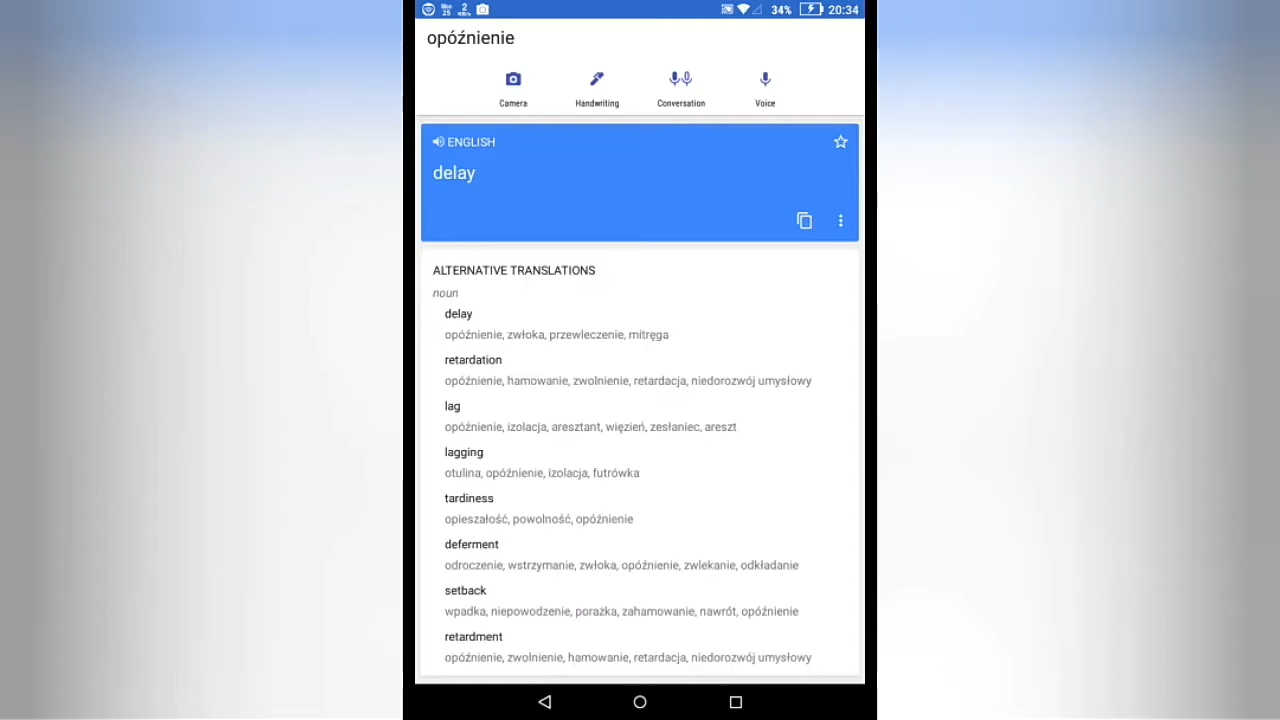 Mon 25 2 34% 20:34
opóźnienie
Camera Handwriting Conversation Voice
ENGLISH
delay
ALTERNATIVE TRANSLATIONS
noun
delay
opóźnienie, zwłoka, przewleczenie, mitręga
retardation
opóźnienie, hamowanie, zwolnienie, retardacja, niedorozwój umysłowy
lag
opóźnienie, izolacja, aresztant, więzień, zesłaniec, areszt
lagging
otulina, opóźnienie, izolacja, futrówka
tardiness
opieszałość, powolność, opóźnienie
deferment
odroczenie, wstrzymanie, zwłoka, opóźnienie, zwlekanie, odkładanie
setback
wpadka, niepowodzenie, porażka, zahamowanie, nawrót, opóźnienie
retardment
opóźnienie, zwolnienie, hamowanie, retardacja, niedorozwój umysłowy